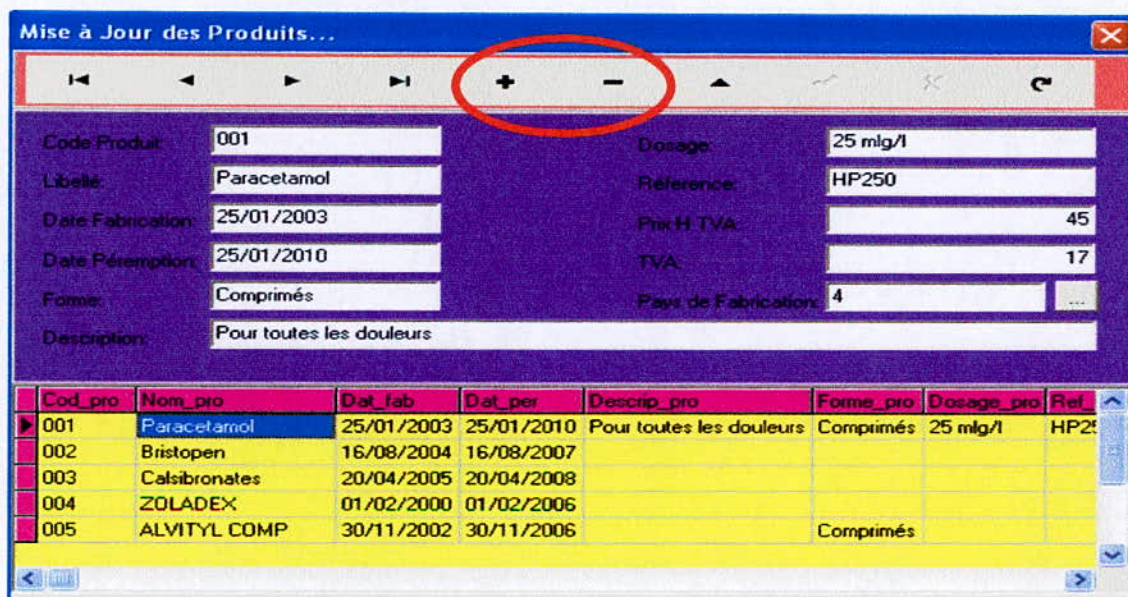 Mise à Jour des Produits...
Code Produit: 001 Dosage: 25 mlg/l
Libellé: Paracetamol Réference: HP250
Date Fabrication: 25/01/2003 Prix H TVA: 45
Date Péremption: 25/01/2010 TVA: 17
Forme: Comprimés Pays de Fabrication: 4 ...
Description: Pour toutes les douleurs
Cod_pro Nom_pro Dat_fab Dat_per Descrip_pro Forme_pro Dosage_pro Ref_
001 Paracetamol 25/01/2003 25/01/2010 Pour toutes les douleurs Comprimés 25 mlg/l HP25
002 Bristopen 16/08/2004 16/08/2007
003 Calsibronates 20/04/2005 20/04/2008
004 ZOLADEX 01/02/2000 01/02/2006
005 ALVITYL COMP 30/11/2002 30/11/2006 Comprimés